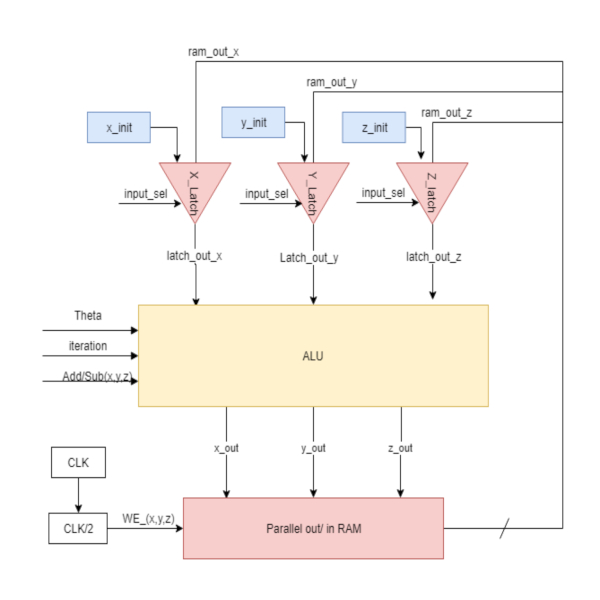 ram_out_x
ram_out_y
ram_out_z
x_init
y_init
z_init
X_Latch
Y_Latch
Z_latch
input_sel
input_sel
input_sel
latch_out_x
Latch_out_y
latch_out_z
Theta
iteration
Add/Sub(x,y,z)
ALU
x_out
y_out
z_out
CLK
CLK/2
WE_(x,y,z)
Parallel out/ in RAM